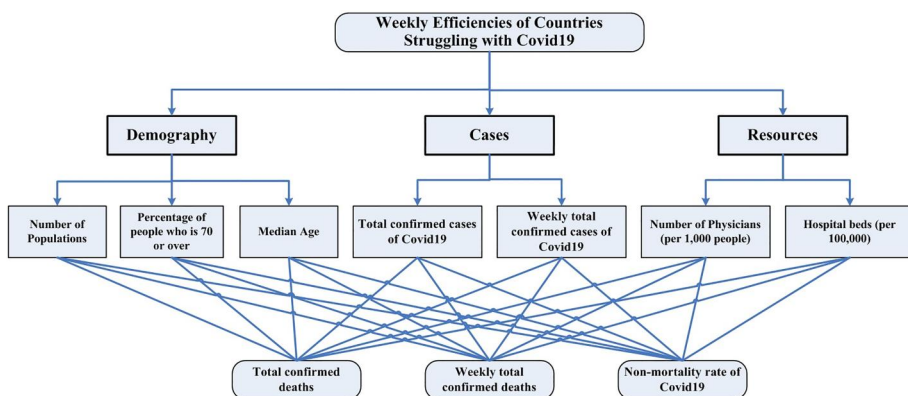 Weekly Efficiencies of Countries
Struggling with Covid19
Demography
Cases
Resources
Number of
Populations
Percentage of
people who is 70
or over
Median Age
Total confirmed cases
of Covid19
Weekly total
confirmed cases of
Covid19
Number of Physicians
(per 1,000 people)
Hospital beds (per
100,000)
Total confirmed
deaths
Weekly total
confirmed deaths
Non-mortality rate of
Covid19